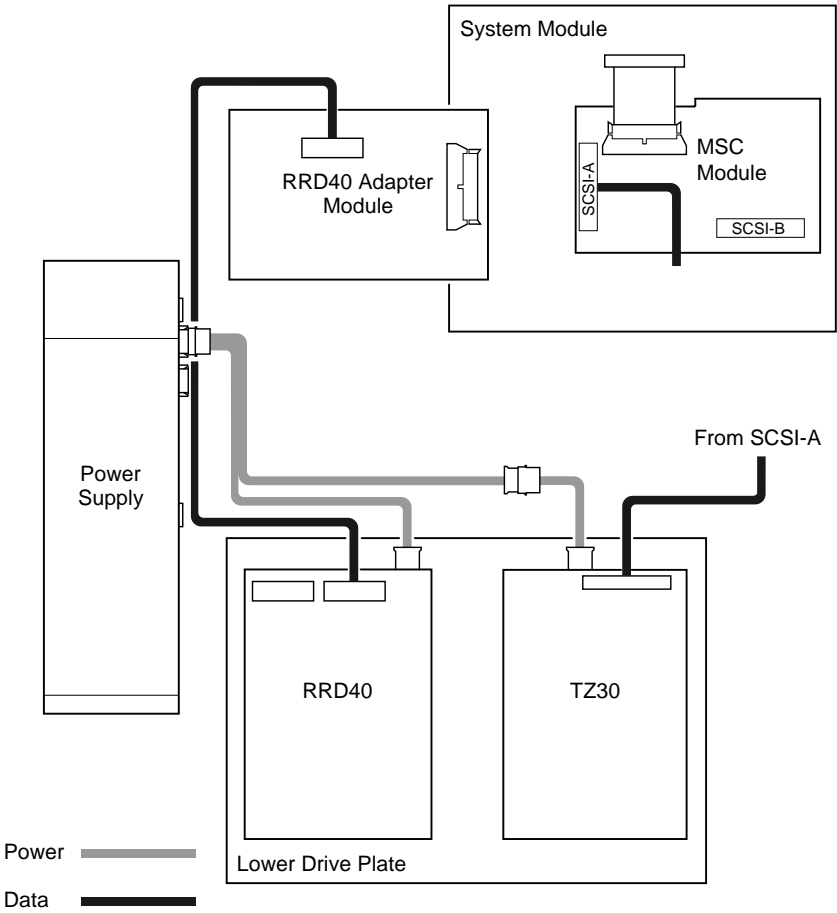 System Module
RRD40 Adapter
Module
MSC
Module
SCSI-A
SCSI-B
From SCSI-A
Power
Supply
RRD40
TZ30
Lower Drive Plate
Power
Data